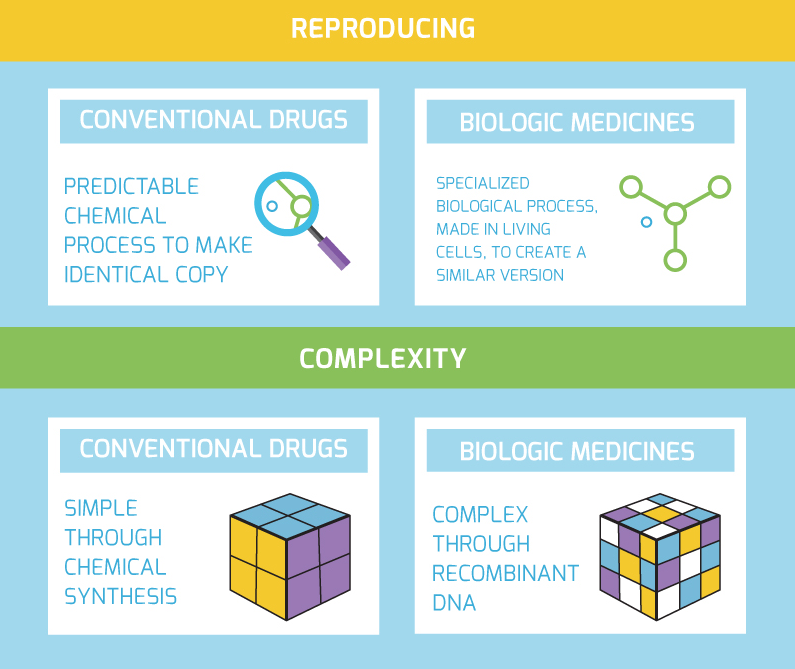 REPRODUCING
CONVENTIONAL DRUGS
PREDICTABLE
CHEMICAL
PROCESS TO MAKE
IDENTICAL COPY
BIOLOGIC MEDICINES
SPECIALIZED
BIOLOGICAL PROCESS,
MADE IN LIVING
CELLS, TO CREATE A
SIMILAR VERSION
COMPLEXITY
CONVENTIONAL DRUGS
SIMPLE
THROUGH
CHEMICAL
SYNTHESIS
BIOLOGIC MEDICINES
COMPLEX
THROUGH
RECOMBINANT
DNA